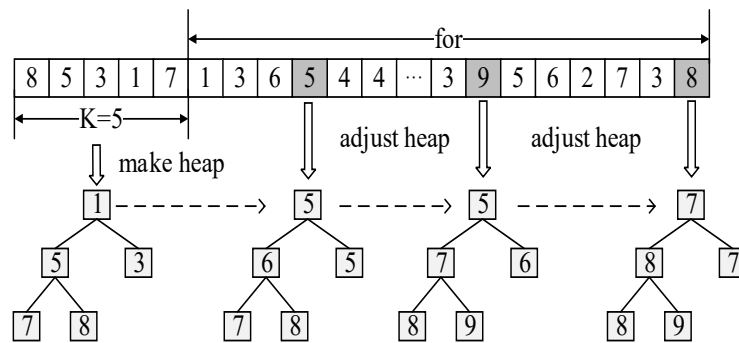 for
8 5 3 1 7 1 3 6 5 4 4 ... 3 9 5 6 2 7 3 8
K=5
make heap
adjust heap
adjust heap
1
5
5
7
5 3
6 5
7 6
8 7
7 8
7 8
8 9
8 9